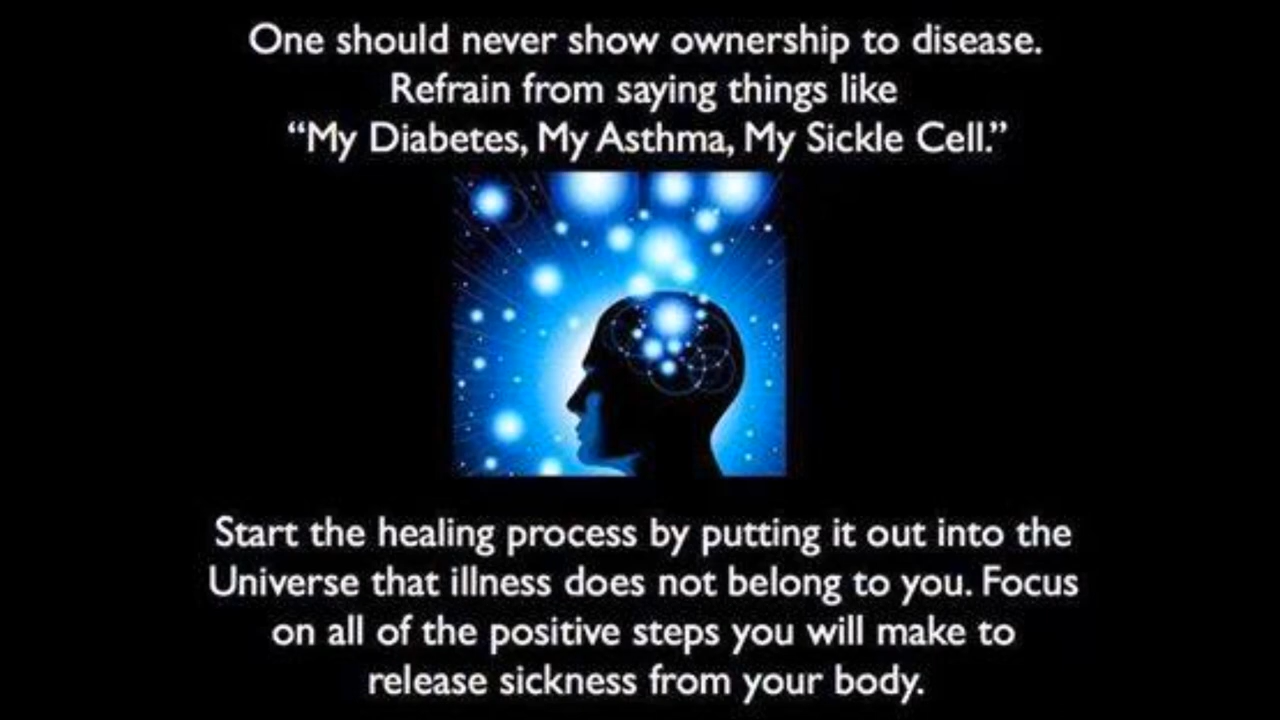 One should never show ownership to disease.
Refrain from saying things like
“My Diabetes, My Asthma, My Sickle Cell.”
Start the healing process by putting it out into the
Universe that illness does not belong to you. Focus
on all of the positive steps you will make to
release sickness from your body.